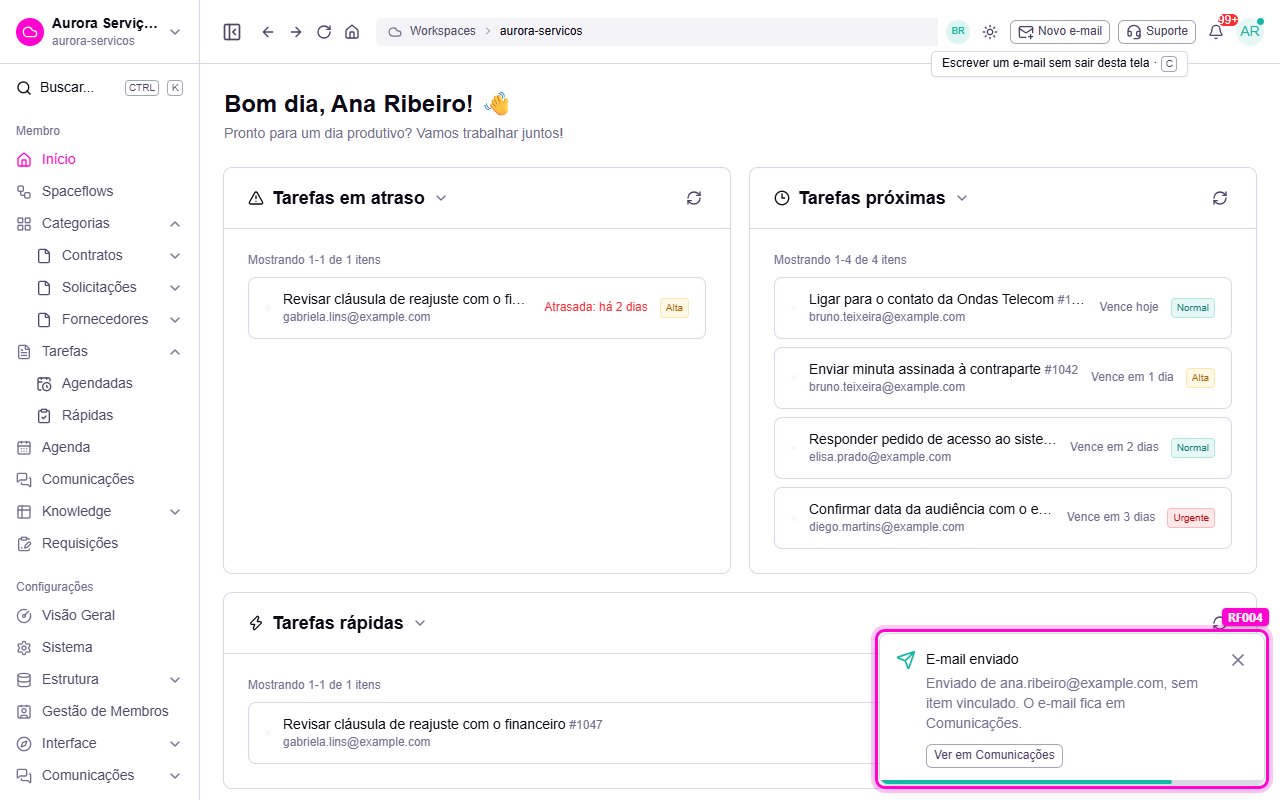 Aurora Serviç...
aurora-servicos
Workspaces > aurora-servicos
BR
Novo e-mail
Suporte
99+
AR
Escrever um e-mail sem sair desta tela · C
Buscar... CTRL K
Membro
Início
Spaceflows
Categorias
Contratos
Solicitações
Fornecedores
Tarefas
Agendadas
Rápidas
Agenda
Comunicações
Knowledge
Requisições
Configurações
Visão Geral
Sistema
Estrutura
Gestão de Membros
Interface
Comunicações
Bom dia, Ana Ribeiro! 👋
Pronto para um dia produtivo? Vamos trabalhar juntos!
Tarefas em atraso
Mostrando 1-1 de 1 itens
Revisar cláusula de reajuste com o fi...
gabriela.lins@example.com
Atrasada: há 2 dias
Alta
Tarefas próximas
Mostrando 1-4 de 4 itens
Ligar para o contato da Ondas Telecom #1...
bruno.teixeira@example.com
Vence hoje
Normal
Enviar minuta assinada à contraparte #1042
bruno.teixeira@example.com
Vence em 1 dia
Alta
Responder pedido de acesso ao siste...
elisa.prado@example.com
Vence em 2 dias
Normal
Confirmar data da audiência com o e...
diego.martins@example.com
Vence em 3 dias
Urgente
Tarefas rápidas
Mostrando 1-1 de 1 itens
Revisar cláusula de reajuste com o financeiro #1047
gabriela.lins@example.com
RF004
E-mail enviado
Enviado de ana.ribeiro@example.com, sem
item vinculado. O e-mail fica em
Comunicações.
Ver em Comunicações